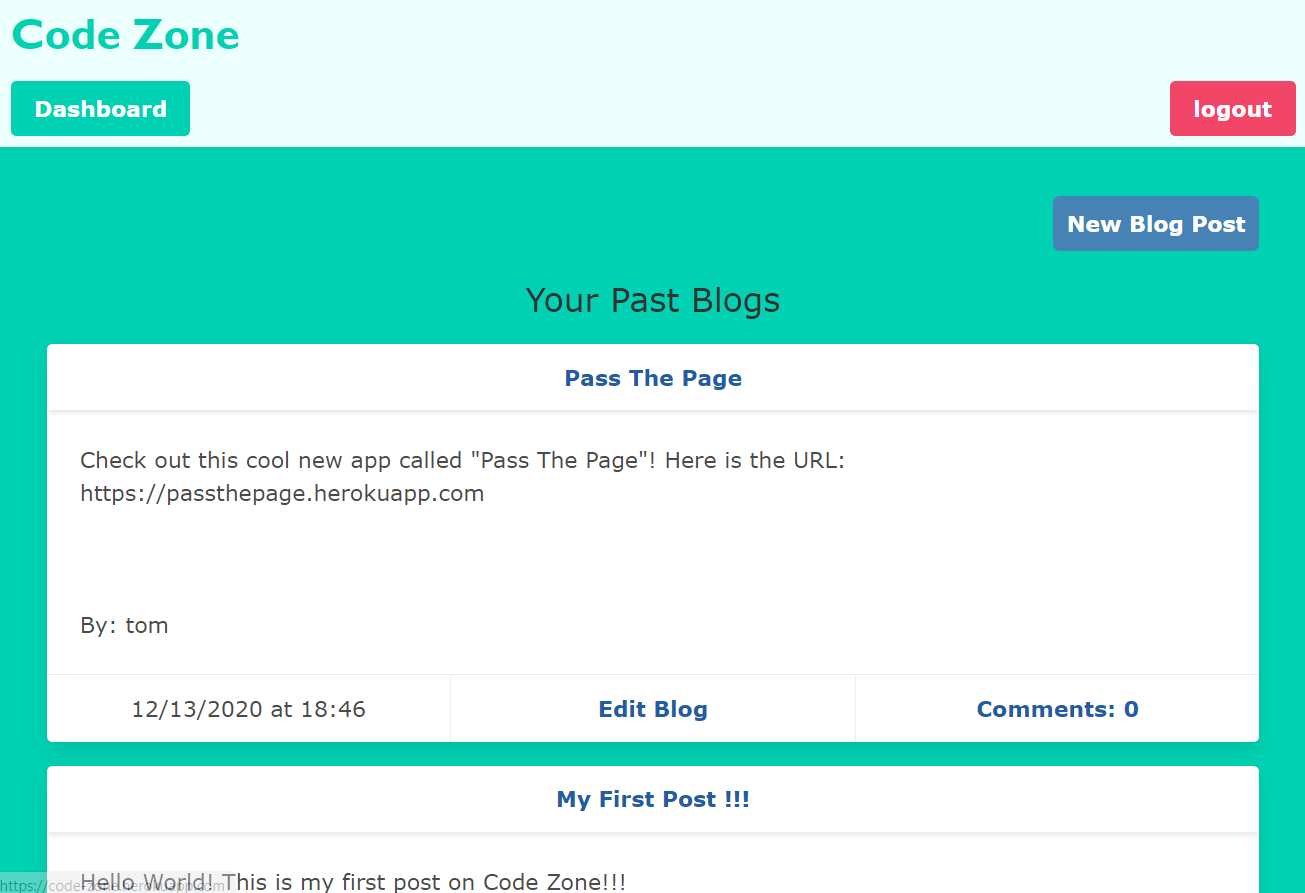 Code Zone
Dashboard
logout
New Blog Post
Your Past Blogs
Pass The Page
Check out this cool new app called "Pass The Page"! Here is the URL:
https://passthepage.herokuapp.com
By: tom
12/13/2020 at 18:46
Edit Blog
Comments: 0
My First Post !!!
Hello World! This is my first post on Code Zone!!!
https://code-zone.herokuapp.com